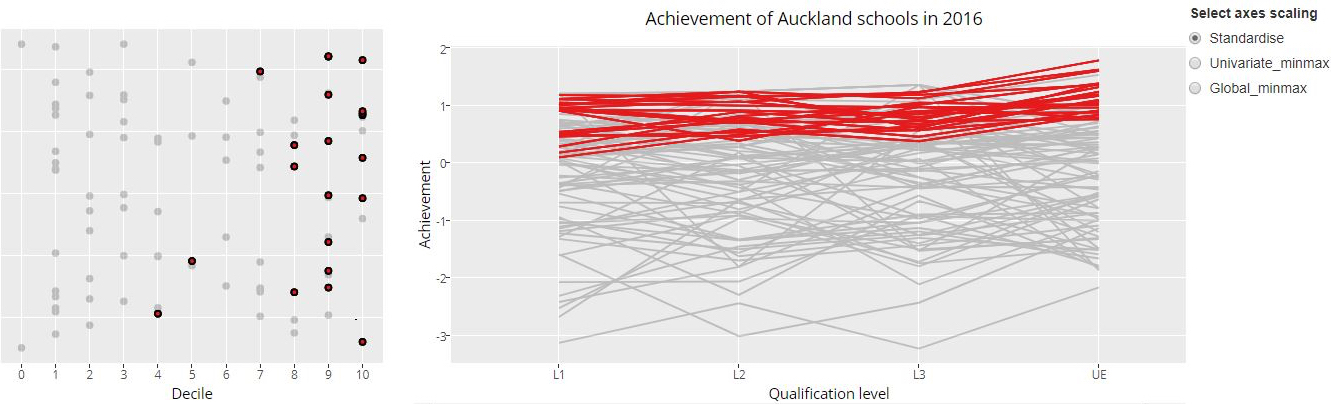 Achievement of Auckland schools in 2016
Select axes scaling
Standardise
Univariate_minmax
Global_minmax
2
1
0
-1
-2
-3
Achievement
0 1 2 3 4 5 6 7 8 9 10
Decile
L1 L2 L3 UE
Qualification level